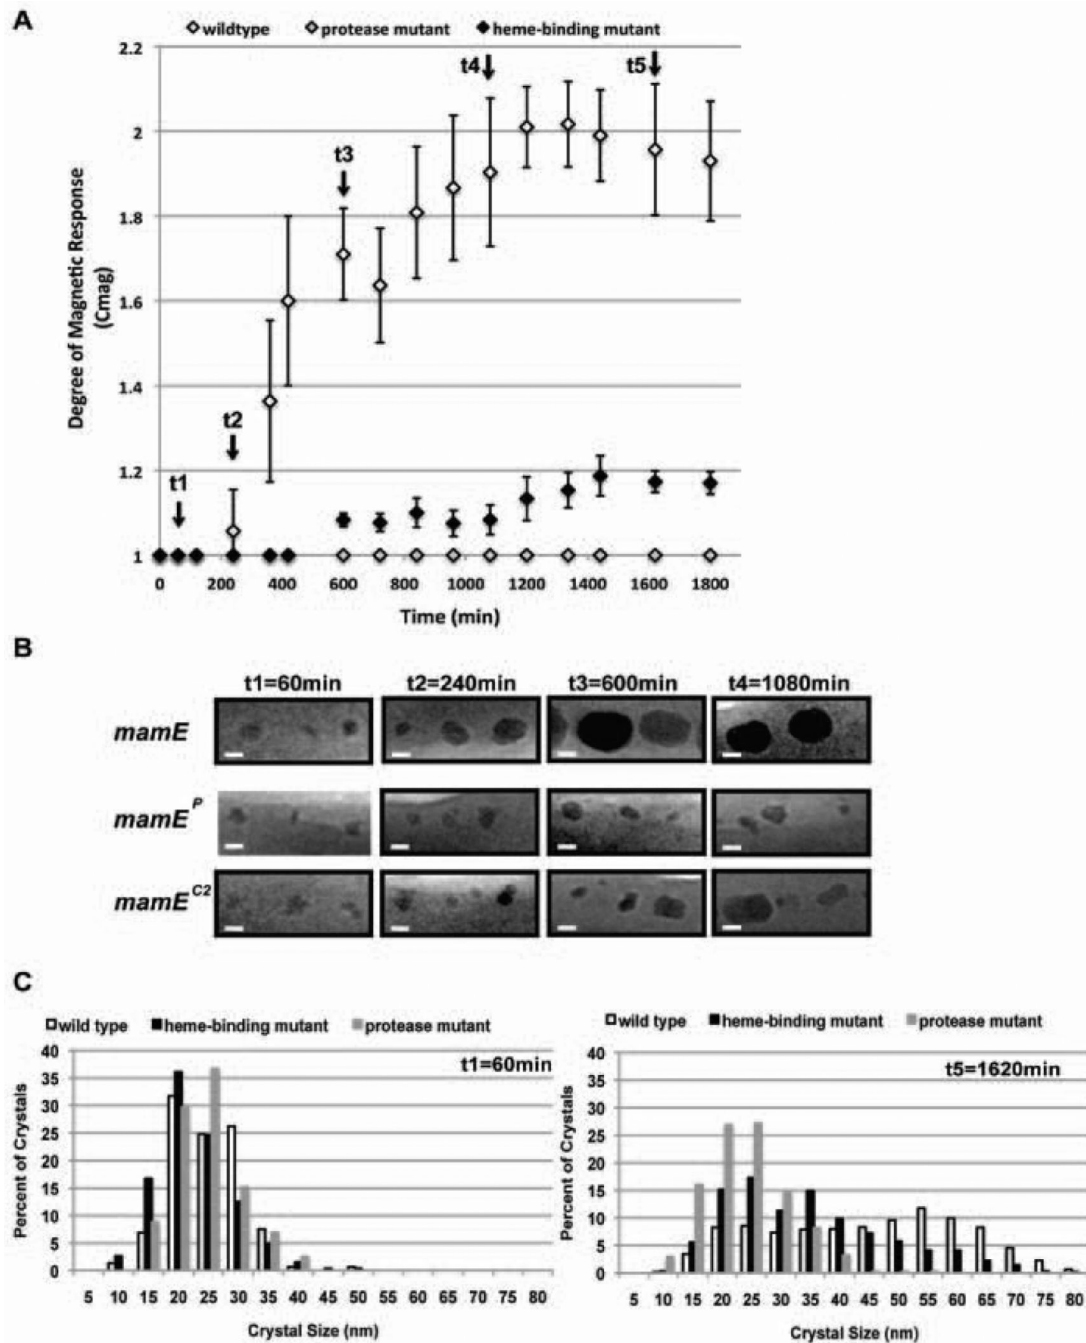 A
wildtype protease mutant heme-binding mutant
2.2
2
1.8
1.6
1.4
1.2
1
Degree of Magnetic Response
(Cmag)
t1
t2
t3
t4
t5
0 200 400 600 800 1000 1200 1400 1600 1800
Time (min)
B
t1=60min t2=240min t3=600min t4=1080min
mamE
mamE^P
mamE^C2
C
wild type heme-binding mutant protease mutant
t1=60min
40
35
30
25
20
15
10
5
0
Percent of Crystals
5 10 15 20 25 30 35 40 45 50 55 60 65 70 75 80
Crystal Size (nm)
wild type heme-binding mutant protease mutant
t5=1620min
40
35
30
25
20
15
10
5
0
Percent of Crystals
5 10 15 20 25 30 35 40 45 50 55 60 65 70 75 80
Crystal Size (nm)